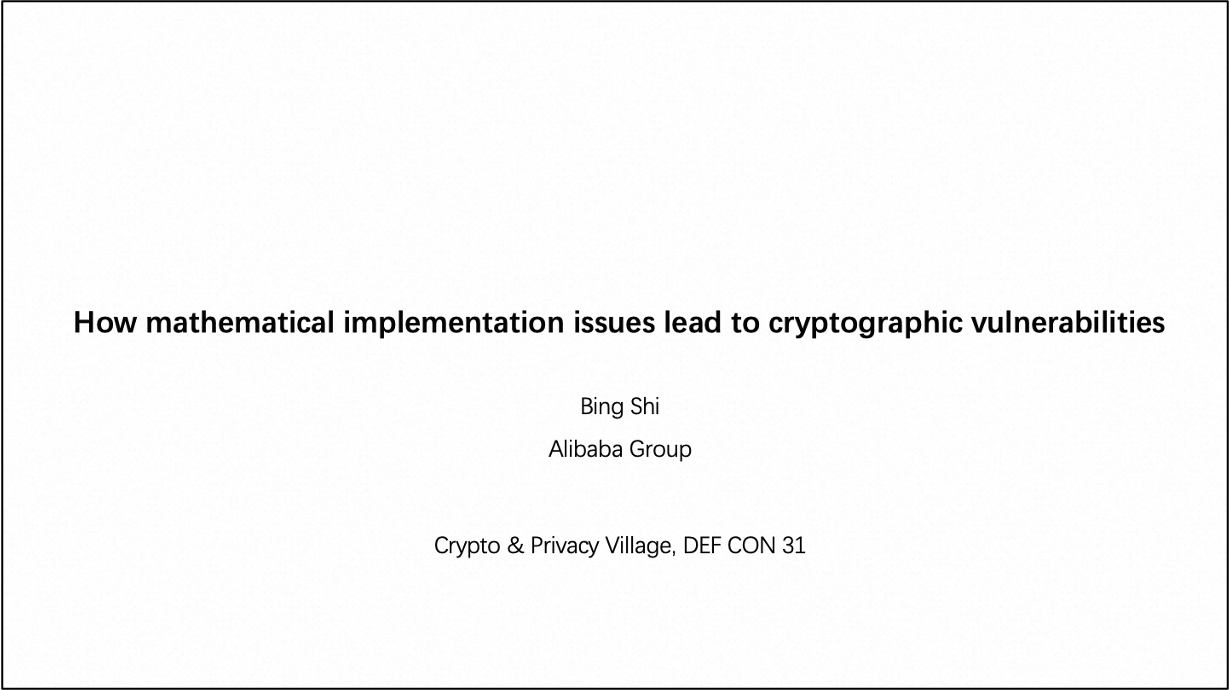 How mathematical implementation issues lead to cryptographic vulnerabilities
Bing Shi
Alibaba Group
Crypto & Privacy Village, DEF CON 31